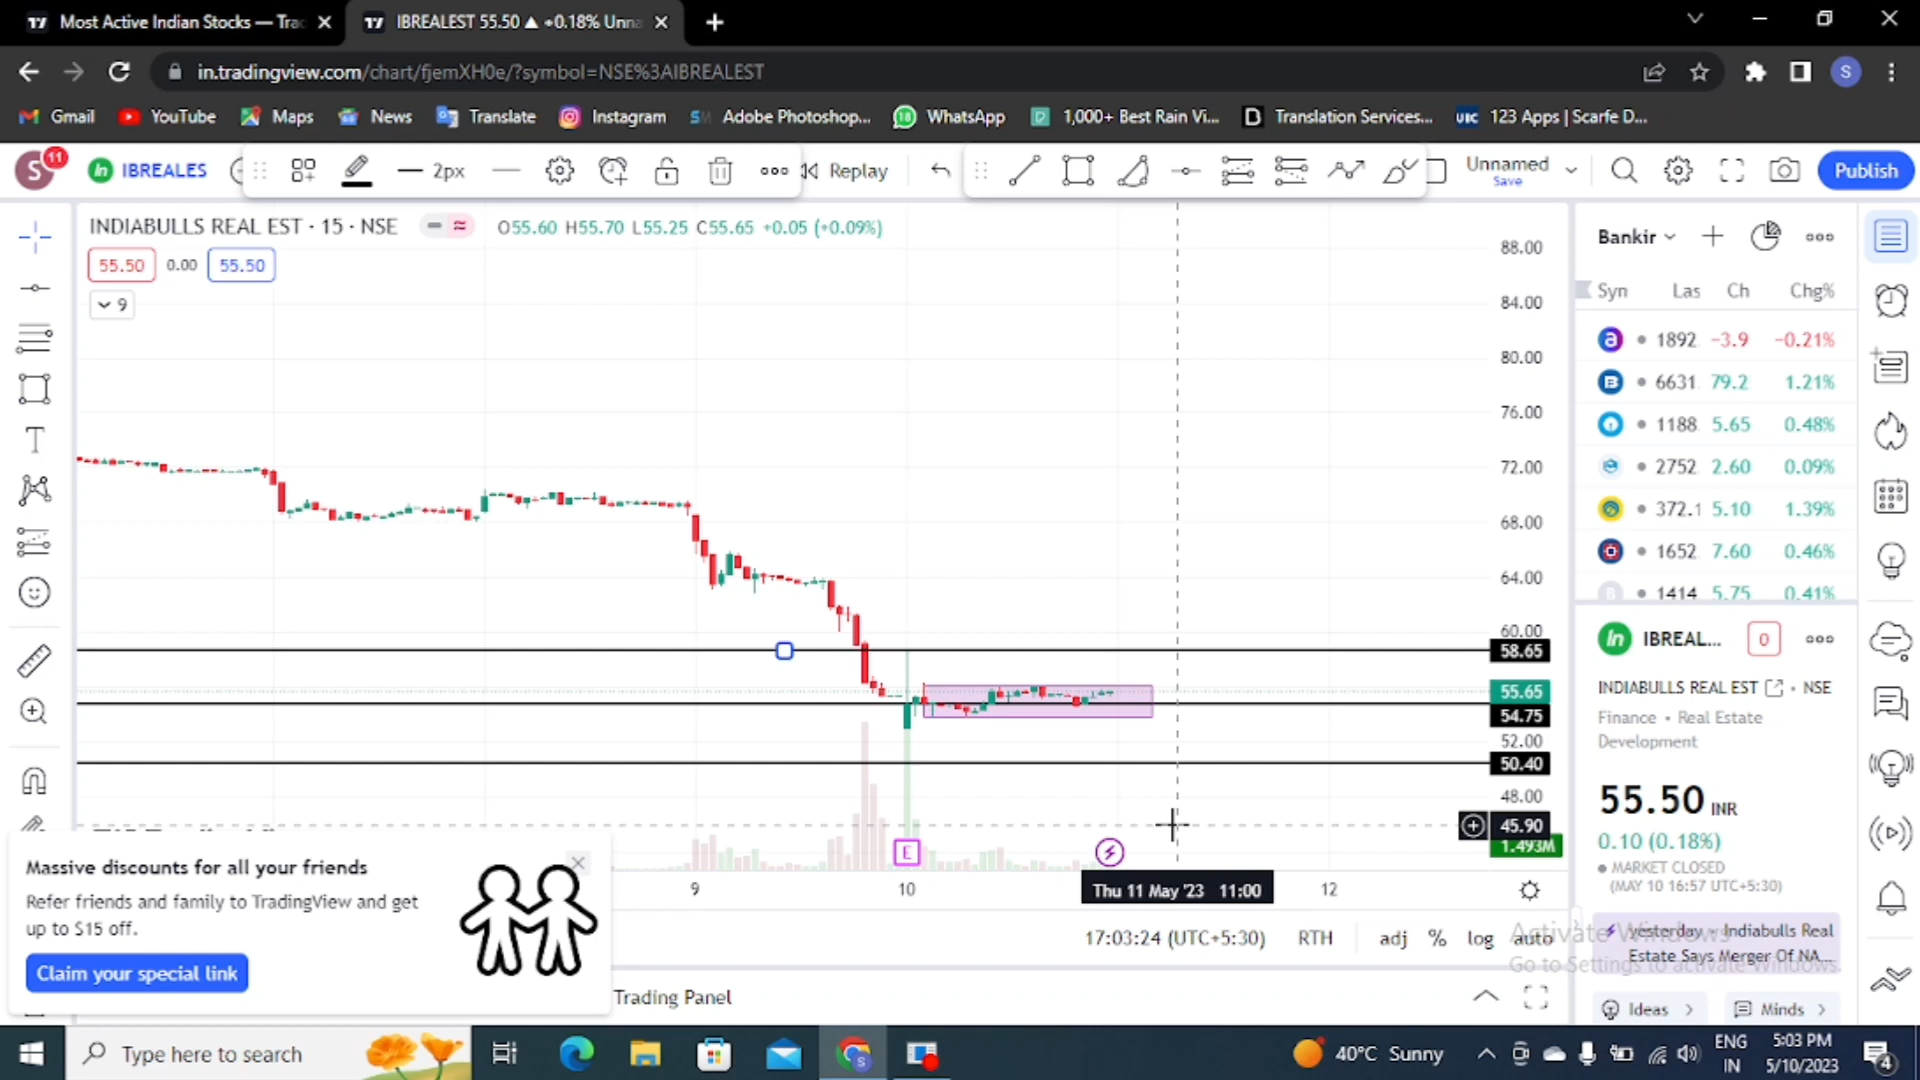 Most Active Indian Stocks — Trac
IBREALEST 55.50 ▲ +0.18% Unna
in.tradingview.com/chart/fjemXH0e/?symbol=NSE%3AIBREALEST
S
Gmail
YouTube
Maps
News
Translate
Instagram
Adobe Photoshop...
WhatsApp
1,000+ Best Rain Vi...
Translation Services...
123 Apps | Scarfe D...
S
11
IBREALES
2px
Replay
Unnamed
Save
Publish
INDIABULLS REAL EST · 15 · NSE
O55.60 H55.70 L55.25 C55.65 +0.05 (+0.09%)
55.50
0.00
55.50
9
88.00
84.00
80.00
76.00
72.00
68.00
64.00
60.00
58.65
55.65
54.75
52.00
50.40
48.00
45.90
1.493M
E
9
10
Thu 11 May '23 11:00
12
17:03:24 (UTC+5:30)
RTH
adj
%
log
auto
Trading Panel
Massive discounts for all your friends
Refer friends and family to TradingView and get
up to $15 off.
Claim your special link
Bankir
Syn
Las
Ch
Chg%
1892
−3.9
−0.21%
6631
79.2
1.21%
1188
5.65
0.48%
2752
2.60
0.09%
372.1
5.10
1.39%
1652
7.60
0.46%
1414
5.75
0.41%
IBREAL...
0
INDIABULLS REAL EST
• NSE
Finance • Real Estate
Development
55.50 INR
0.10 (0.18%)
MARKET CLOSED
(MAY 10 16:57 UTC+5:30)
yesterday · Indiabulls Real
Estate Says Merger Of NA...
Activate Windows
Go to Settings to activate Windows.
Ideas
Minds
Type here to search
40°C Sunny
ENG
IN
5:03 PM
5/10/2023
4